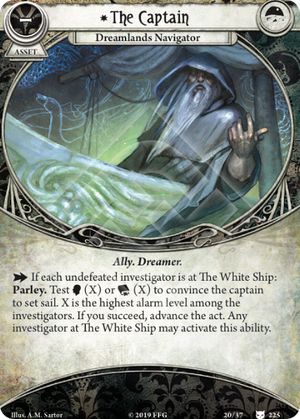 The Captain
Dreamlands Navigator
ASSET
Ally. Dreamer.
If each undefeated investigator is at The White Ship:
Parley. Test (X) or (X) to convince the captain
to set sail. X is the highest alarm level among the
investigators. If you succeed, advance the act. Any
investigator at The White Ship may activate this ability.
Illus. A.M. Sartor
© 2019 FFG
20/37
225